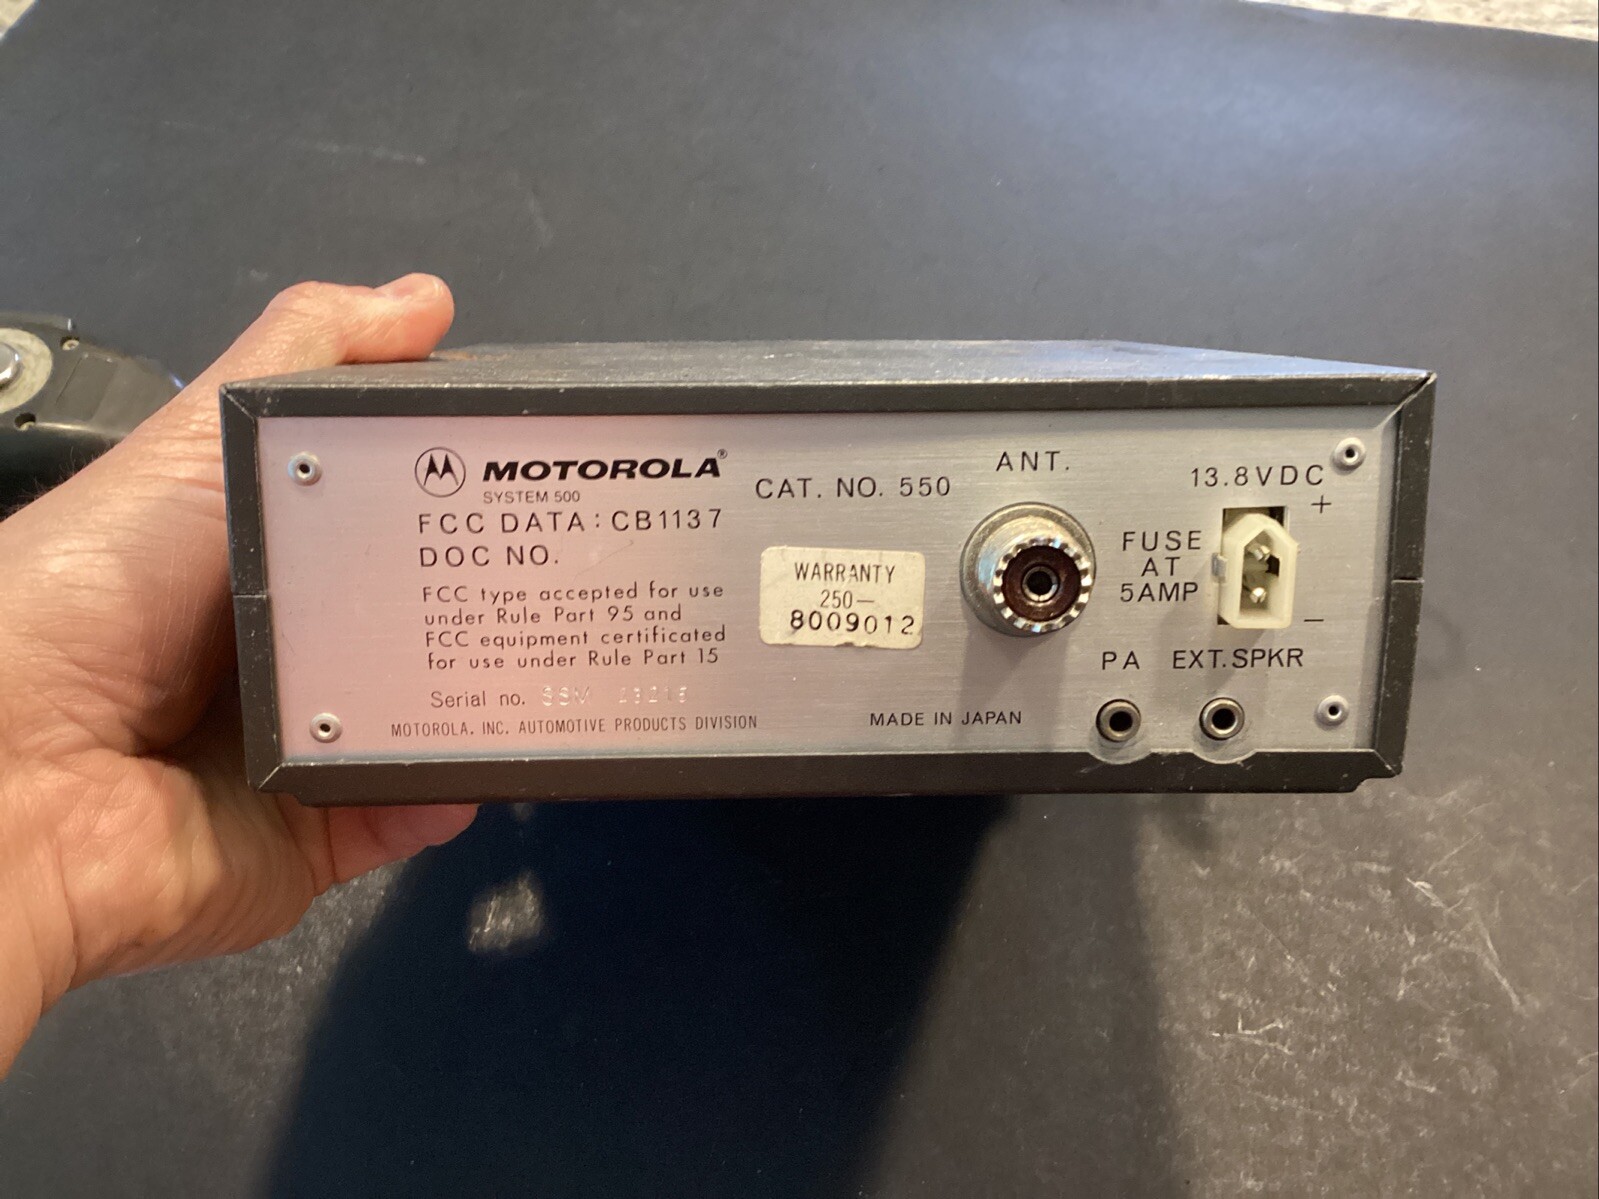 MOTOROLA®
SYSTEM 500
FCC DATA: CB1137
DOC NO.
FCC type accepted for use
under Rule Part 95 and
FCC equipment certificated
for use under Rule Part 15
Serial no. SSM
MOTOROLA, INC. AUTOMOTIVE PRODUCTS DIVISION
CAT. NO. 550
WARRANTY
250—
8009012
MADE IN JAPAN
ANT.
13.8VDC
+
FUSE
AT
5AMP
–
PA EXT. SPKR